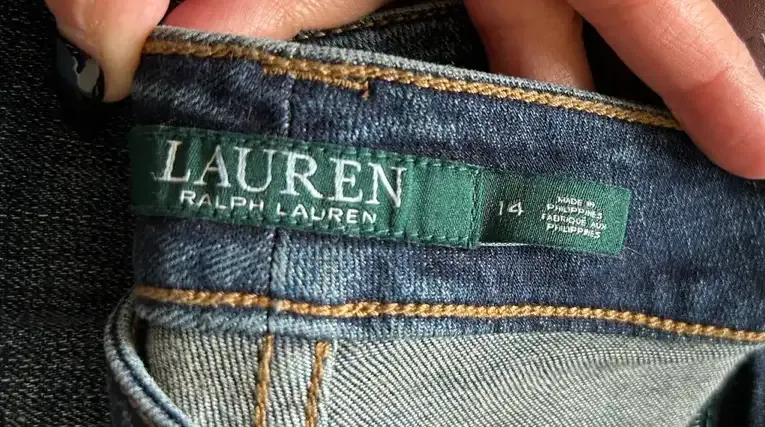 LAUREN
RALPH LAUREN
14
MADE IN
PHILIPPINES
FABRIQUÉ AUX
PHILIPPINES